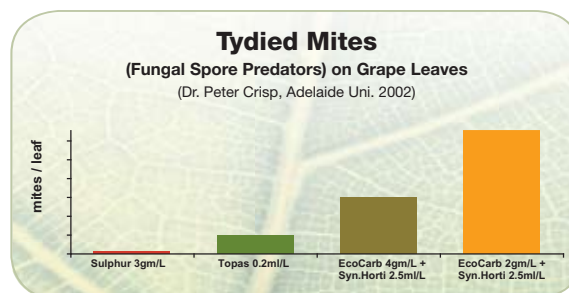 Tydied Mites
(Fungal Spore Predators) on Grape Leaves
(Dr. Peter Crisp, Adelaide Uni. 2002)
mites / leaf
Sulphur 3gm/L
Topas 0.2ml/L
EcoCarb 4gm/L +
Syn.Horti 2.5ml/L
EcoCarb 2gm/L +
Syn.Horti 2.5ml/L